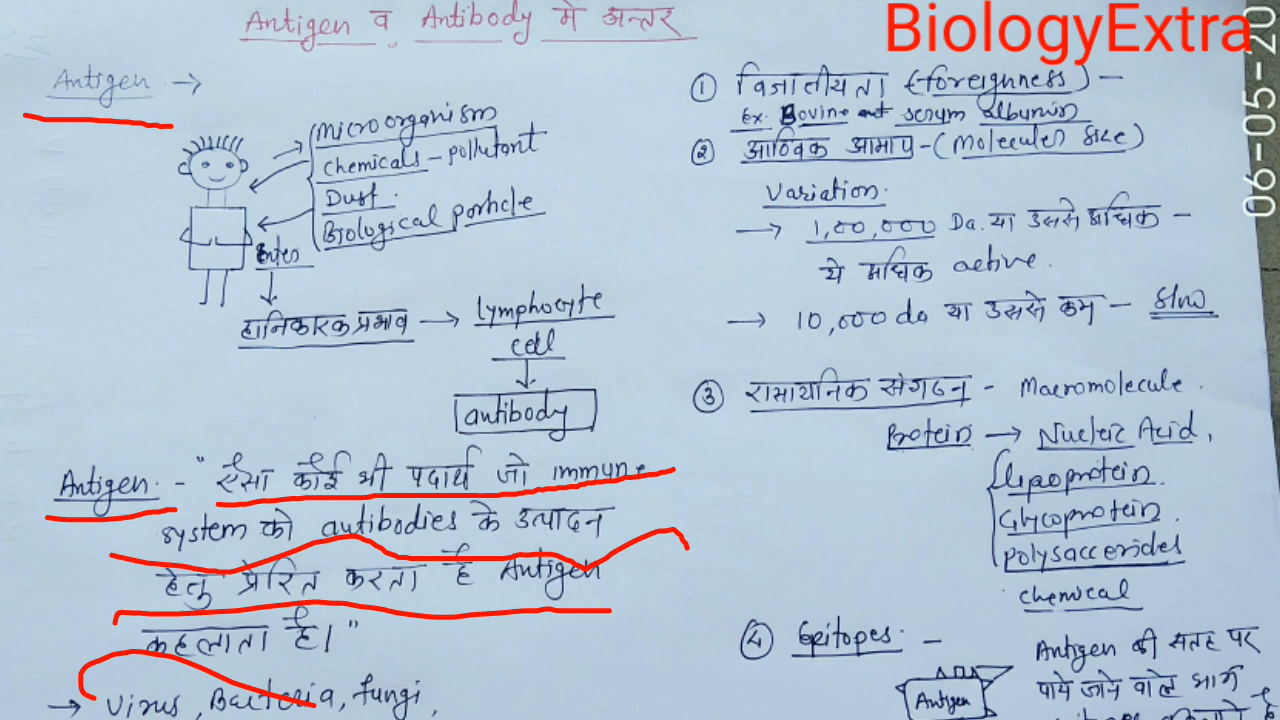 Antigen व Antibody में अन्तर
BiologyExtra
06-05-20
Antigen →
Microorganism
Chemicals - pollutant
Dust.
Biological particle
Enter
हानिकारक प्रभाव → Lymphocyte
cell
antibody
Antigen. - "ऐसा कोई भी पदार्थ जो immune
system को antibodies के उत्पादन
हेतु प्रेरित करता है Antigen
कहलाता है।"
→ Virus, Bacteria, fungi,
① विजातीयता (foreignness) -
Ex. Bovine serum albumin
② आण्विक आमाप - (Moleculer size)
Variation.
→ 1,00,000 Da. या उससे अधिक -
ये अधिक active.
→ 10,000 da या उससे कम - slow
③ रासायनिक संगठन - Macromolecule.
Protein → Nucleic Acid,
Lipoprotein.
Glycoprotein.
polysaccerides
chemical
④ Epitopes. -
Antigen की सतह पर
पाये जाने वाले भाग
Antigen